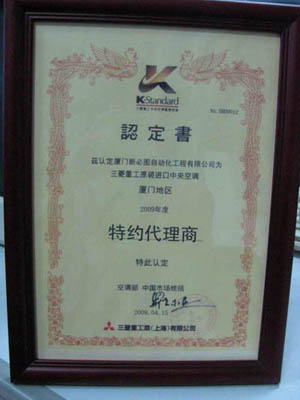 K·Standard
認定書
兹认定厦门新必图自动化工程有限公司为
三菱重工原装进口中央空调
厦门地区
2009年度
特约代理商
特此认定
空调部 中国市场统括
2009.04.15
三菱重工(上海)有限公司